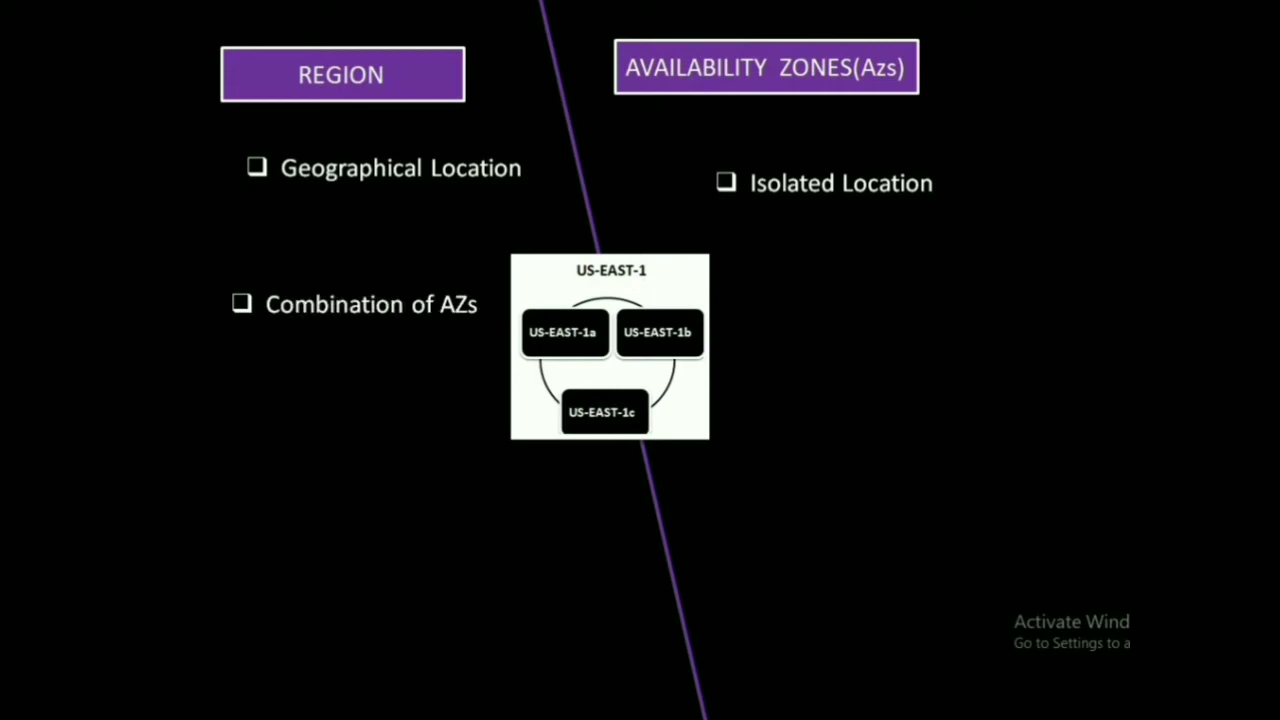 REGION
AVAILABILITY ZONES(Azs)
Geographical Location
Isolated Location
Combination of AZs
US-EAST-1
US-EAST-1a
US-EAST-1b
US-EAST-1c
Activate Wind
Go to Settings to a